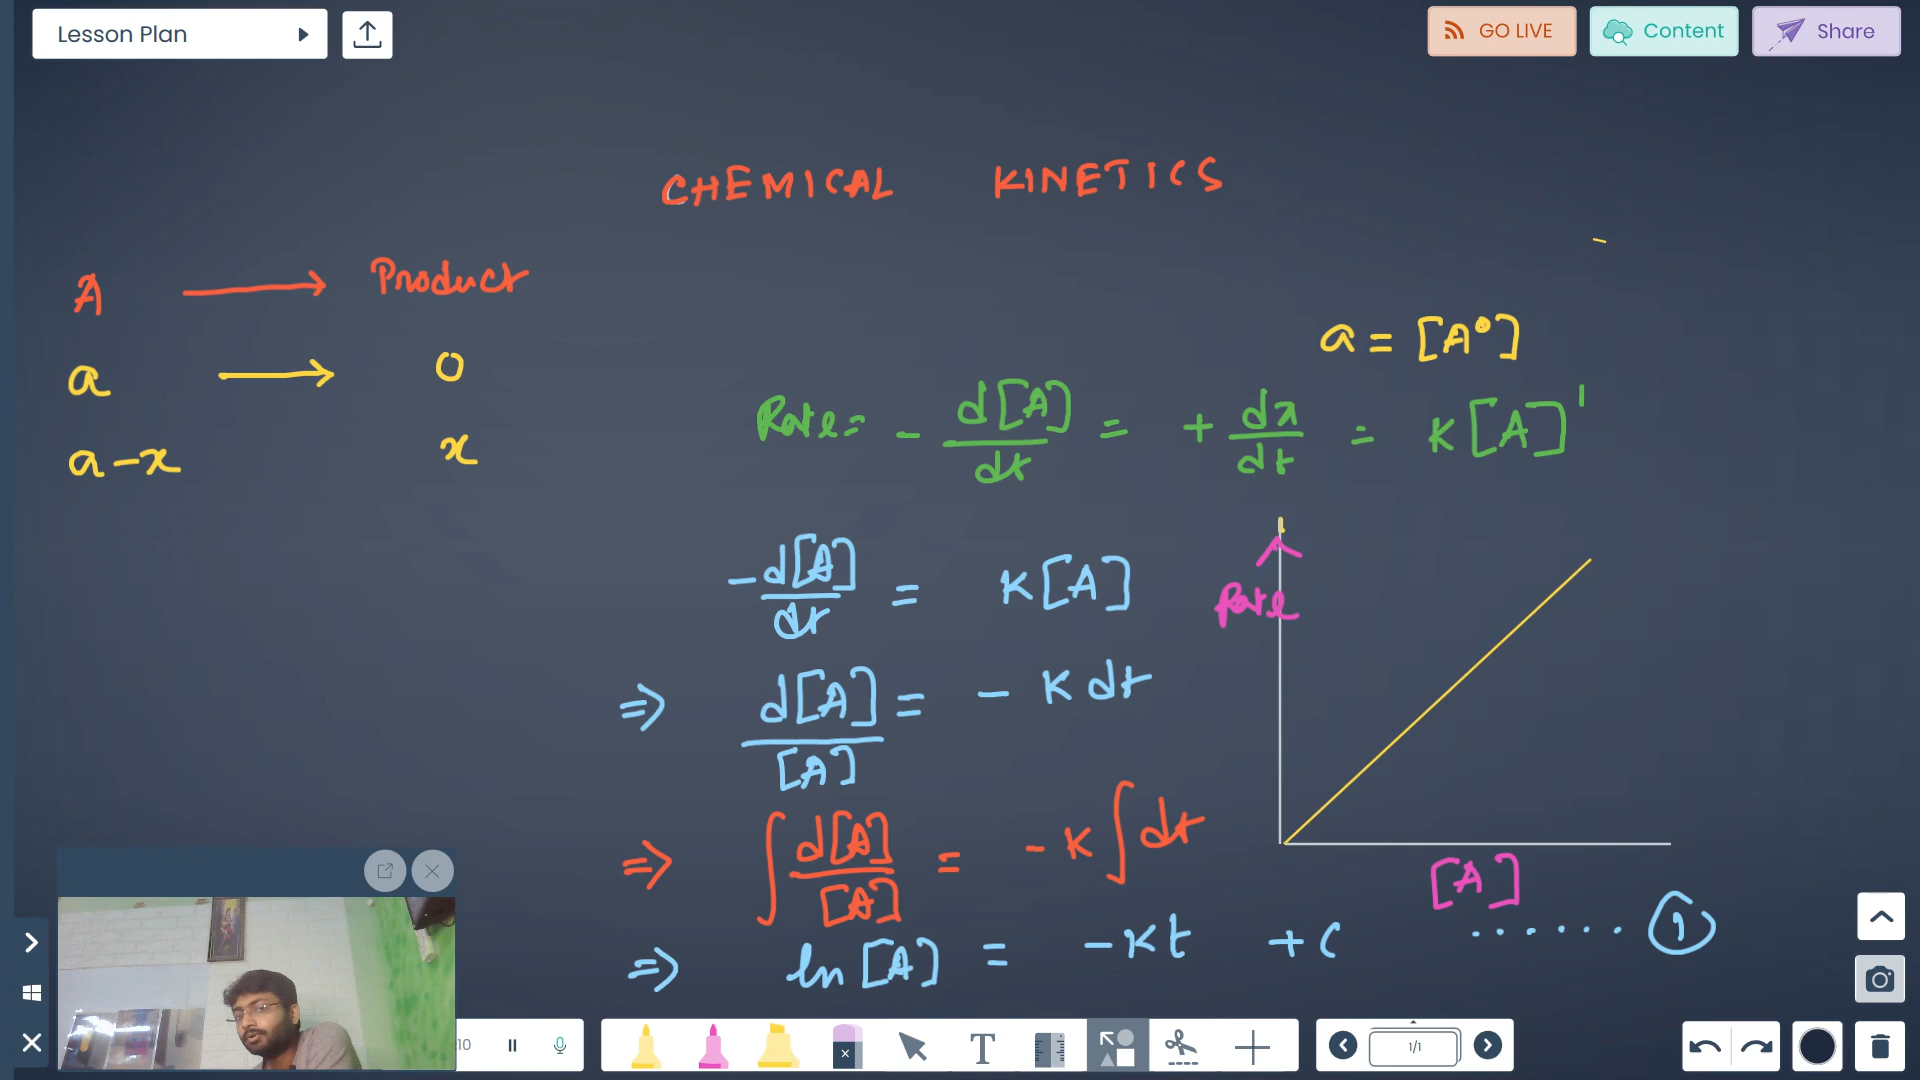 Lesson Plan
GO LIVE
Content
Share
CHEMICAL KINETICS
A ⟶ Product
a ⟶ 0
a-x x
a = [A°]
Rate = - d[A]/dt = + dx/dt = K[A]¹
-d[A]/dt = K[A]
⇒ d[A]/[A] = - K dt
⇒ ∫ d[A]/[A] = - K ∫ dt
⇒ ln [A] = -Kt + C ...... ①
Rate
[A]
:10
T
1/1